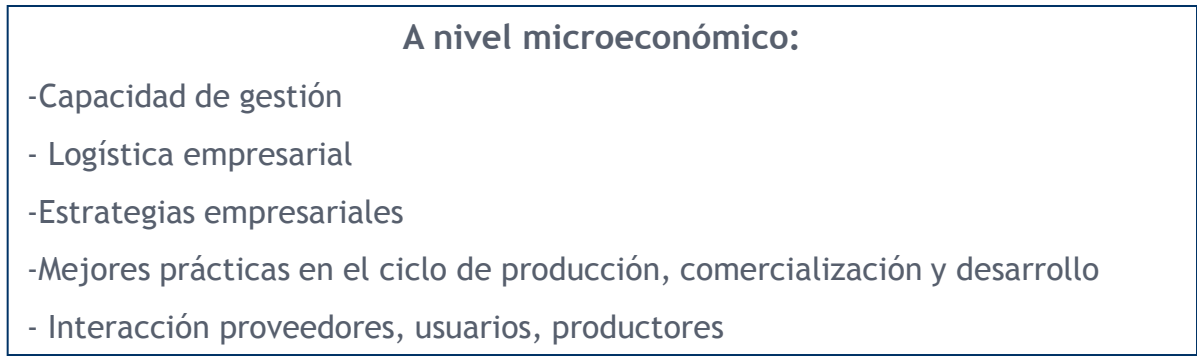 A nivel microeconómico:
-Capacidad de gestión
- Logística empresarial
-Estrategias empresariales
-Mejores prácticas en el ciclo de producción, comercialización y desarrollo
- Interacción proveedores, usuarios, productores